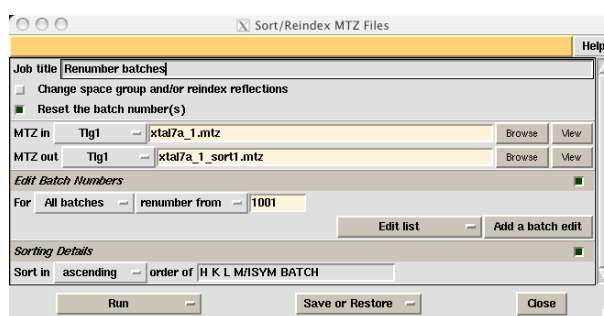 X Sort/Reindex MTZ Files
Help
Job title Renumber batches
Change space group and/or reindex reflections
Reset the batch number(s)
MTZ in TIg1 xtal7a_1.mtz Browse View
MTZ out TIg1 xtal7a_1_sort1.mtz Browse View
Edit Batch Numbers
For All batches renumber from 1001
Edit list Add a batch edit
Sorting Details
Sort in ascending order of H K L M/ISYM BATCH
Run Save or Restore Close